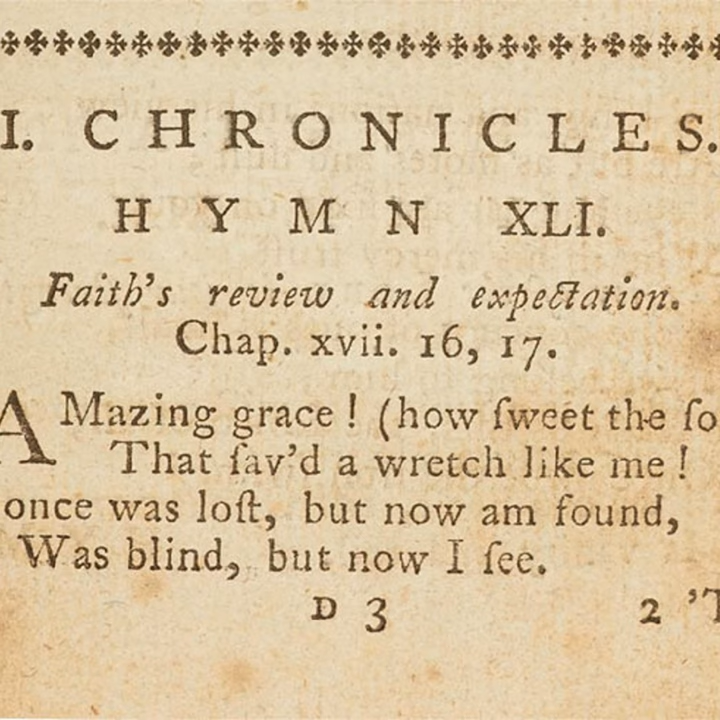 I. CHRONICLES.
HYMN XLI.
Faith's review and expectation.
Chap. xvii. 16, 17.
AMazing grace! (how ſweet the ſo
That ſav'd a wretch like me!
once was loſt, but now am found,
Was blind, but now I ſee.
D 3 2 'T